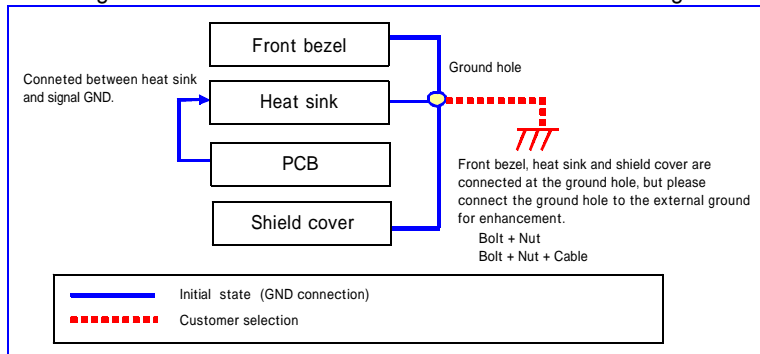 Front bezel
Ground hole
Conneted between heat sink
and signal GND.
Heat sink
PCB
Front bezel, heat sink and shield cover are
connected at the ground hole, but please
connect the ground hole to the external ground
for enhancement.
Bolt + Nut
Bolt + Nut + Cable
Shield cover
Initial state (GND connection)
Customer selection